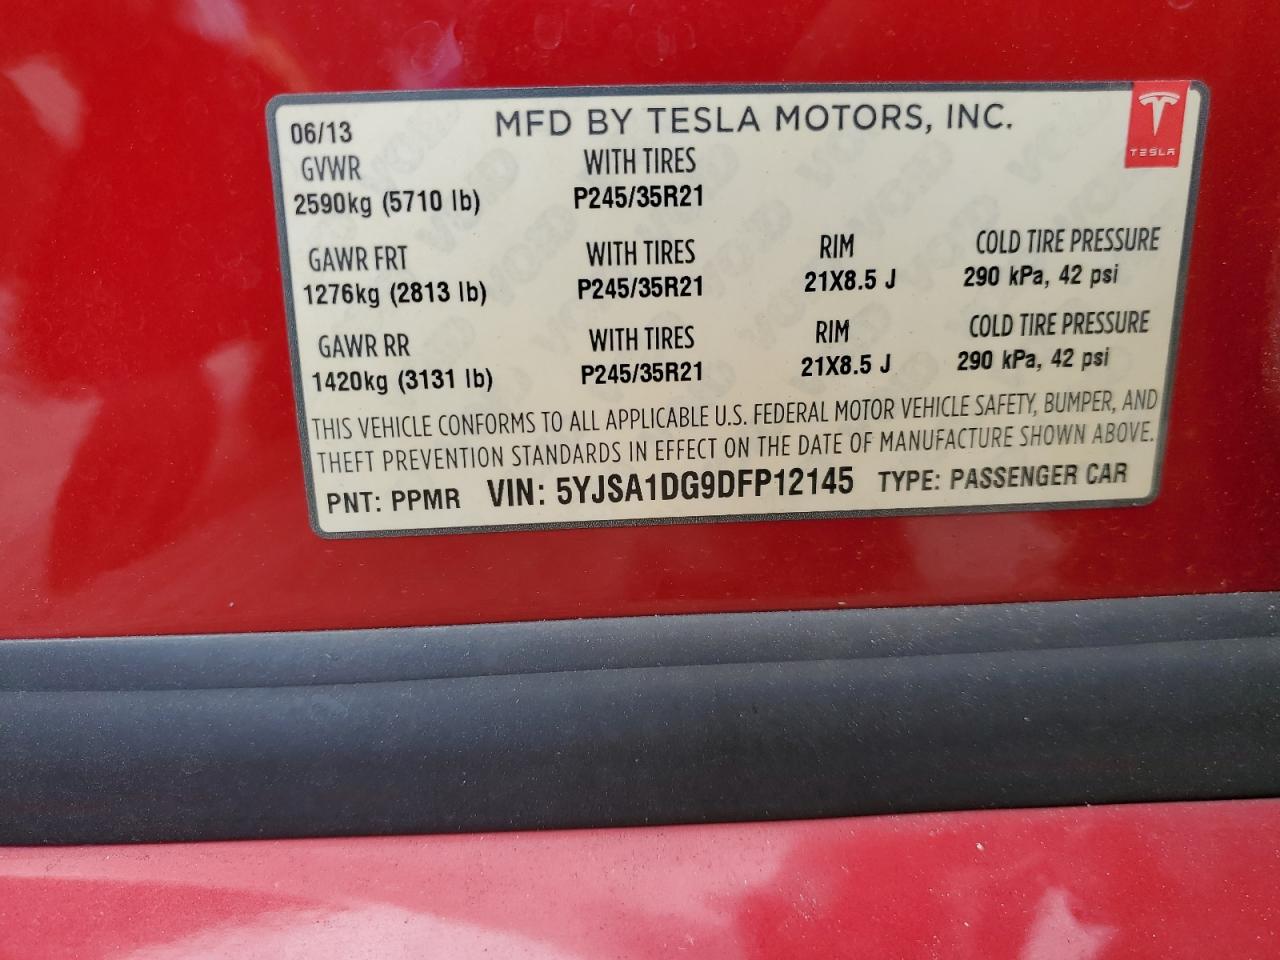 06/13 MFD BY TESLA MOTORS, INC.
TESLA
GVWR WITH TIRES
2590kg (5710 lb) P245/35R21
GAWR FRT WITH TIRES RIM COLD TIRE PRESSURE
1276kg (2813 lb) P245/35R21 21X8.5 J 290 kPa, 42 psi
GAWR RR WITH TIRES RIM COLD TIRE PRESSURE
1420kg (3131 lb) P245/35R21 21X8.5 J 290 kPa, 42 psi
THIS VEHICLE CONFORMS TO ALL APPLICABLE U.S. FEDERAL MOTOR VEHICLE SAFETY, BUMPER, AND
THEFT PREVENTION STANDARDS IN EFFECT ON THE DATE OF MANUFACTURE SHOWN ABOVE.
PNT: PPMR VIN: 5YJSA1DG9DFP12145 TYPE: PASSENGER CAR